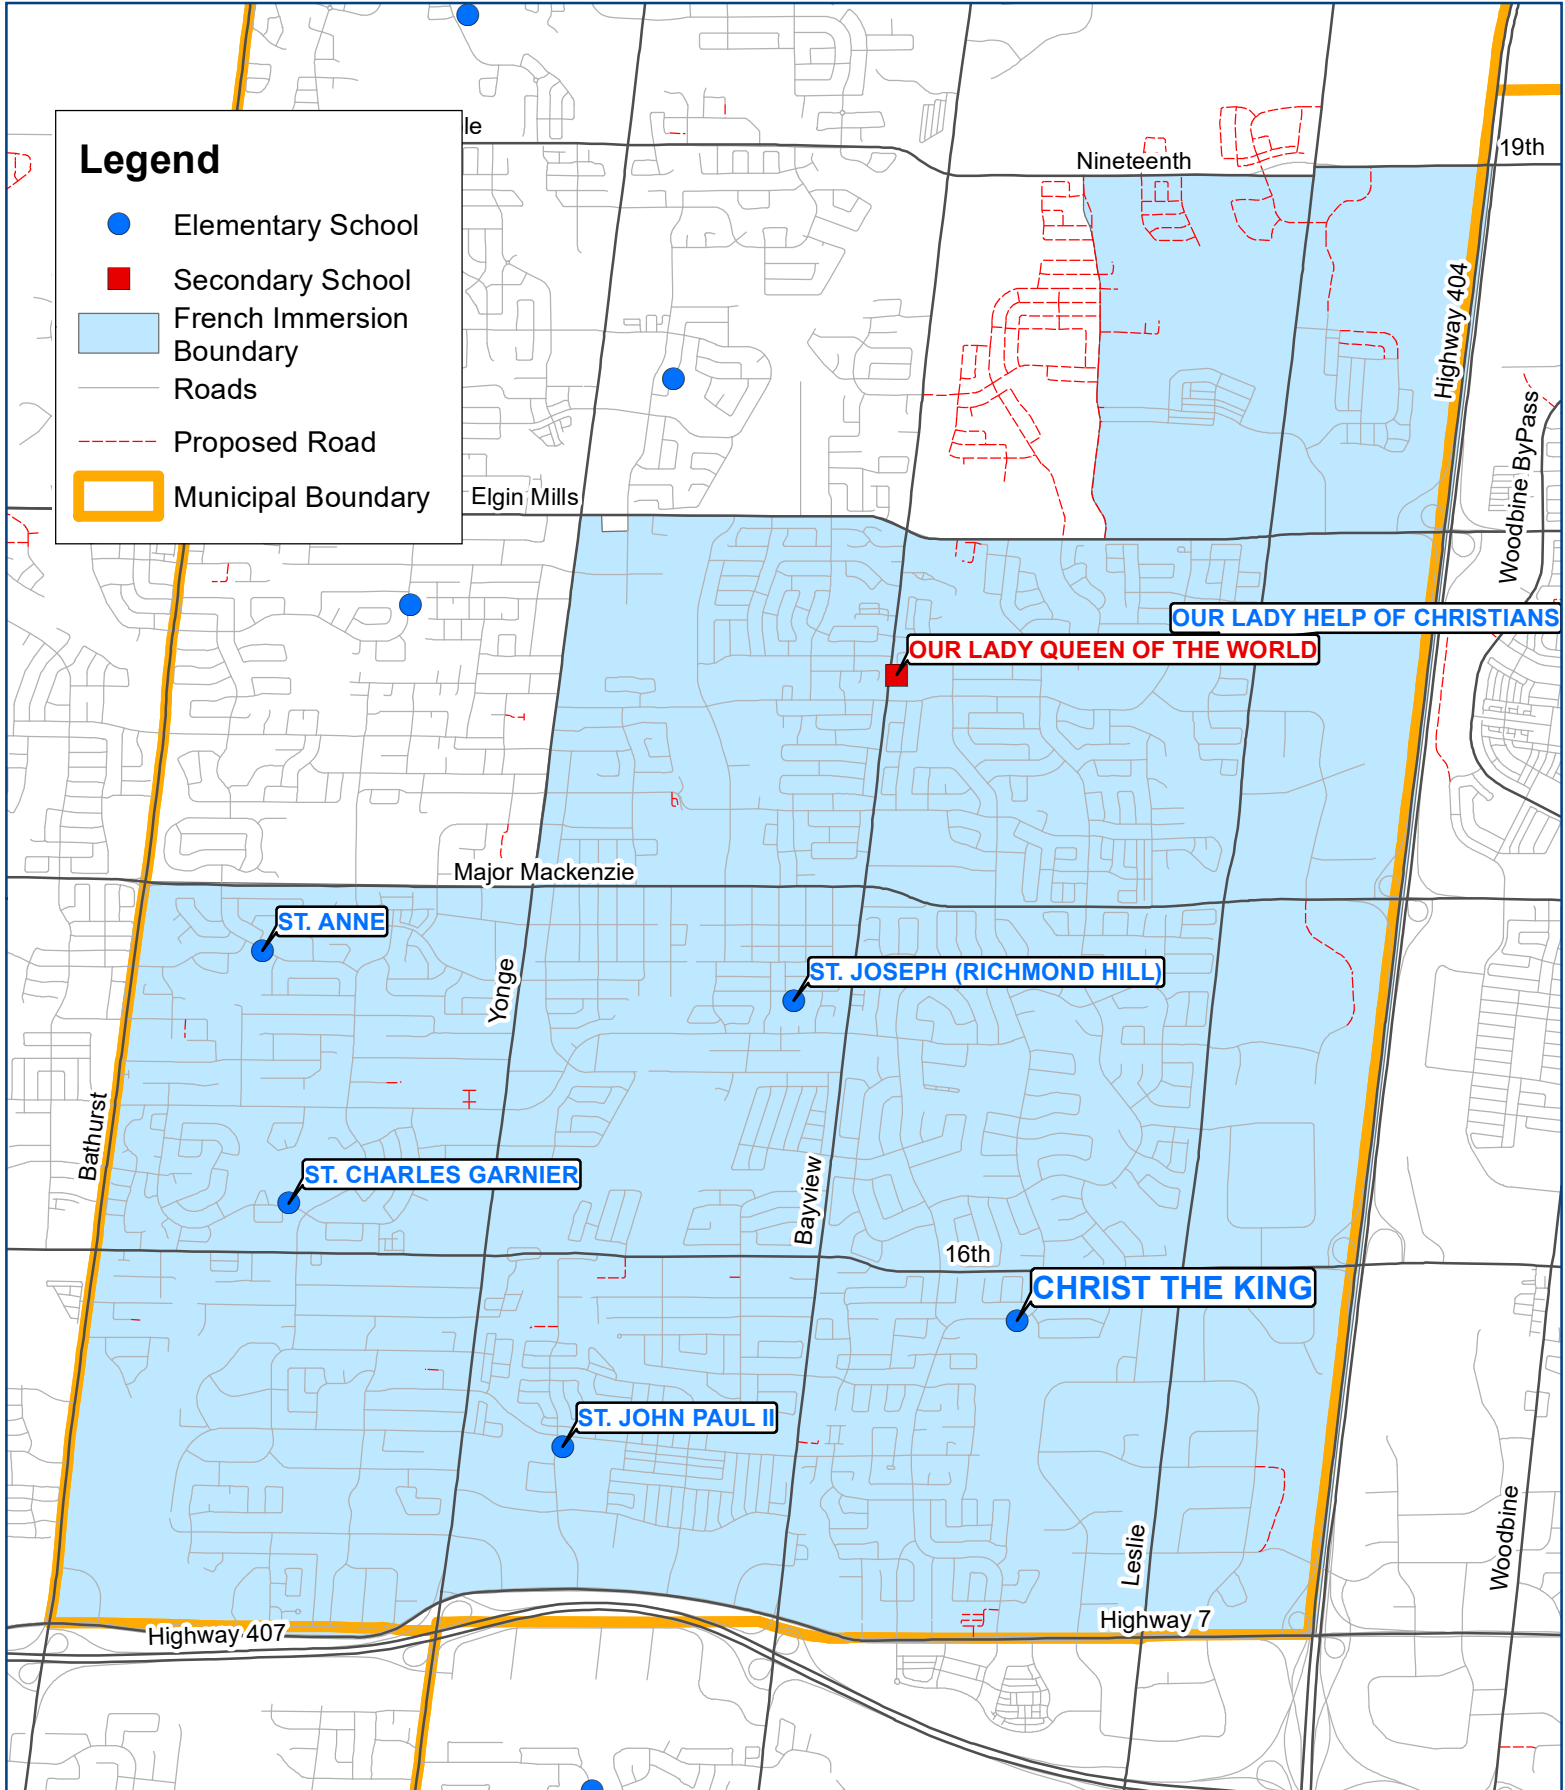 le
Nineteenth
19th
Legend
Elementary School
Secondary School
French Immersion
Boundary
Roads
Proposed Road
Municipal Boundary
Highway 404
Woodbine ByPass
Elgin Mills
OUR LADY HELP OF CHRISTIANS
OUR LADY QUEEN OF THE WORLD
Major Mackenzie
ST. ANNE
Yonge
ST. JOSEPH (RICHMOND HILL)
Bathurst
ST. CHARLES GARNIER
Bayview
16th
CHRIST THE KING
ST. JOHN PAUL II
Leslie
Woodbine
Highway 407
Highway 7